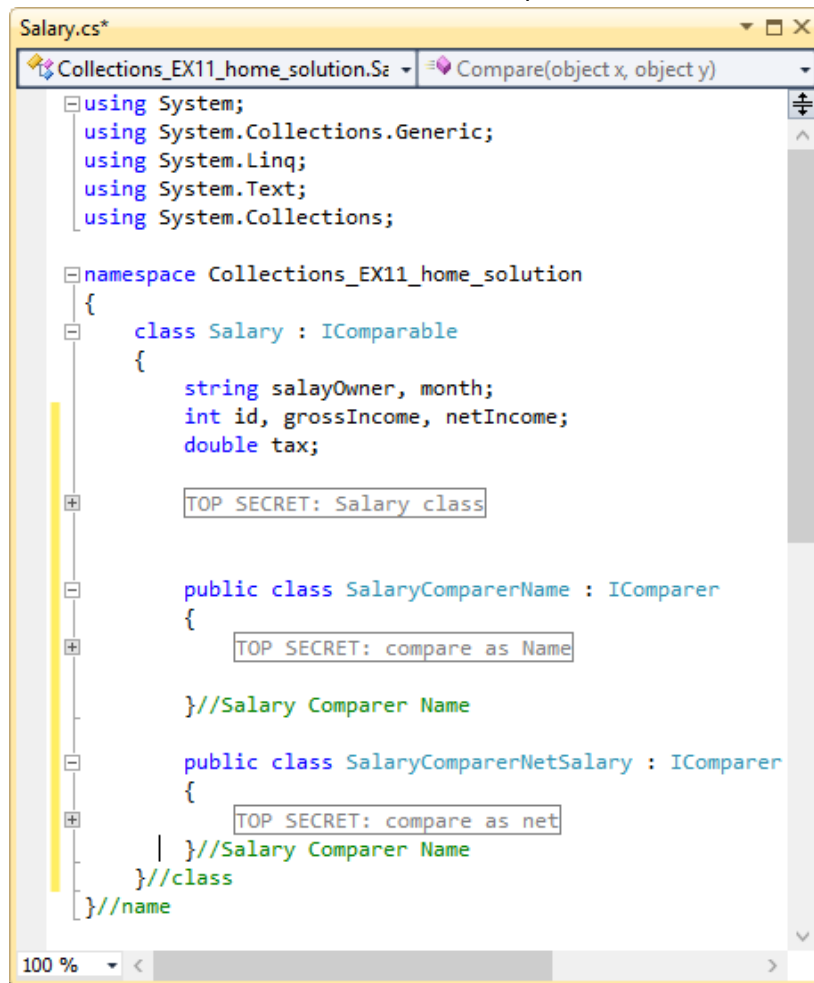 Salary.cs*
Collections_EX11_home_solution.Sa Compare(object x, object y)
using System;
using System.Collections.Generic;
using System.Linq;
using System.Text;
using System.Collections;
namespace Collections_EX11_home_solution
{
class Salary : IComparable
{
string salayOwner, month;
int id, grossIncome, netIncome;
double tax;
TOP SECRET: Salary class
public class SalaryComparerName : IComparer
{
TOP SECRET: compare as Name
}//Salary Comparer Name
public class SalaryComparerNetSalary : IComparer
{
TOP SECRET: compare as net
}//Salary Comparer Name
}//class
}//name
100 %